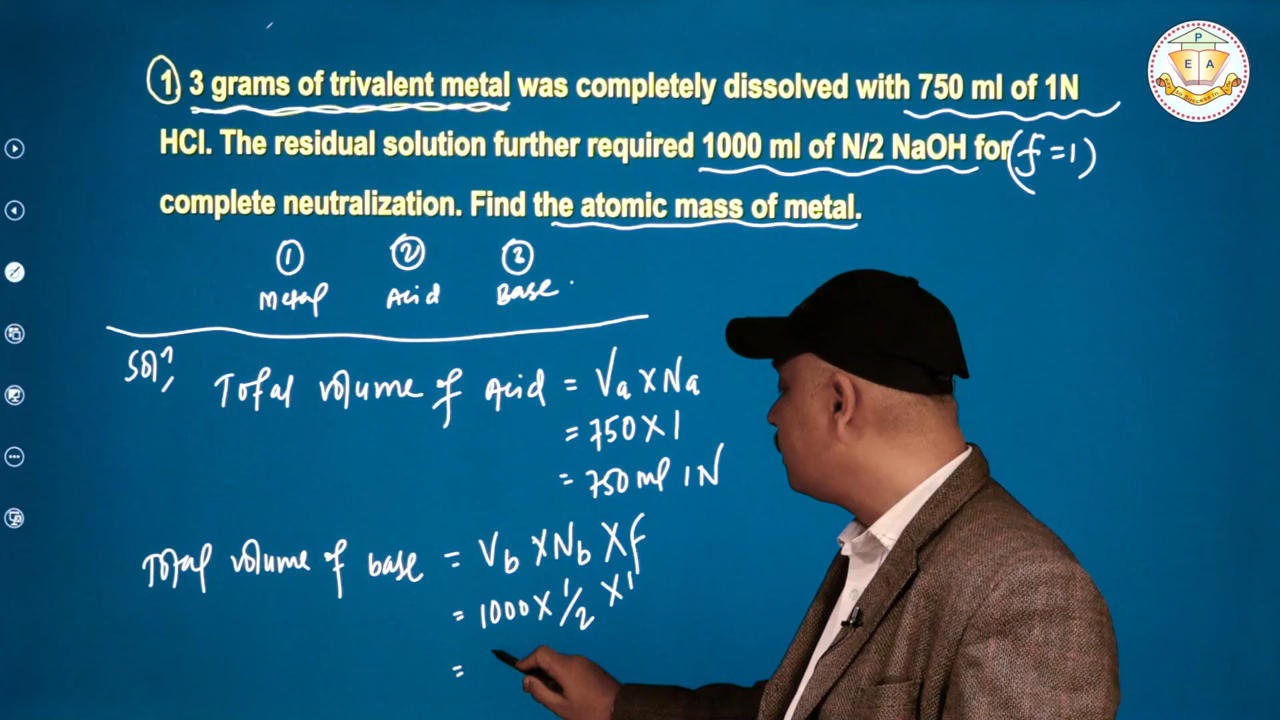 1. 3 grams of trivalent metal was completely dissolved with 750 ml of 1N
HCl. The residual solution further required 1000 ml of N/2 NaOH for (f = 1)
complete neutralization. Find the atomic mass of metal.
① ② ③
Metal Acid Base.
Solⁿ,
Total volume of Acid = Va x Na
= 750 X 1
= 750 ml 1N
Total volume of base = Vb X Nb X f
= 1000 X 1/2 X 1
=
P
E A